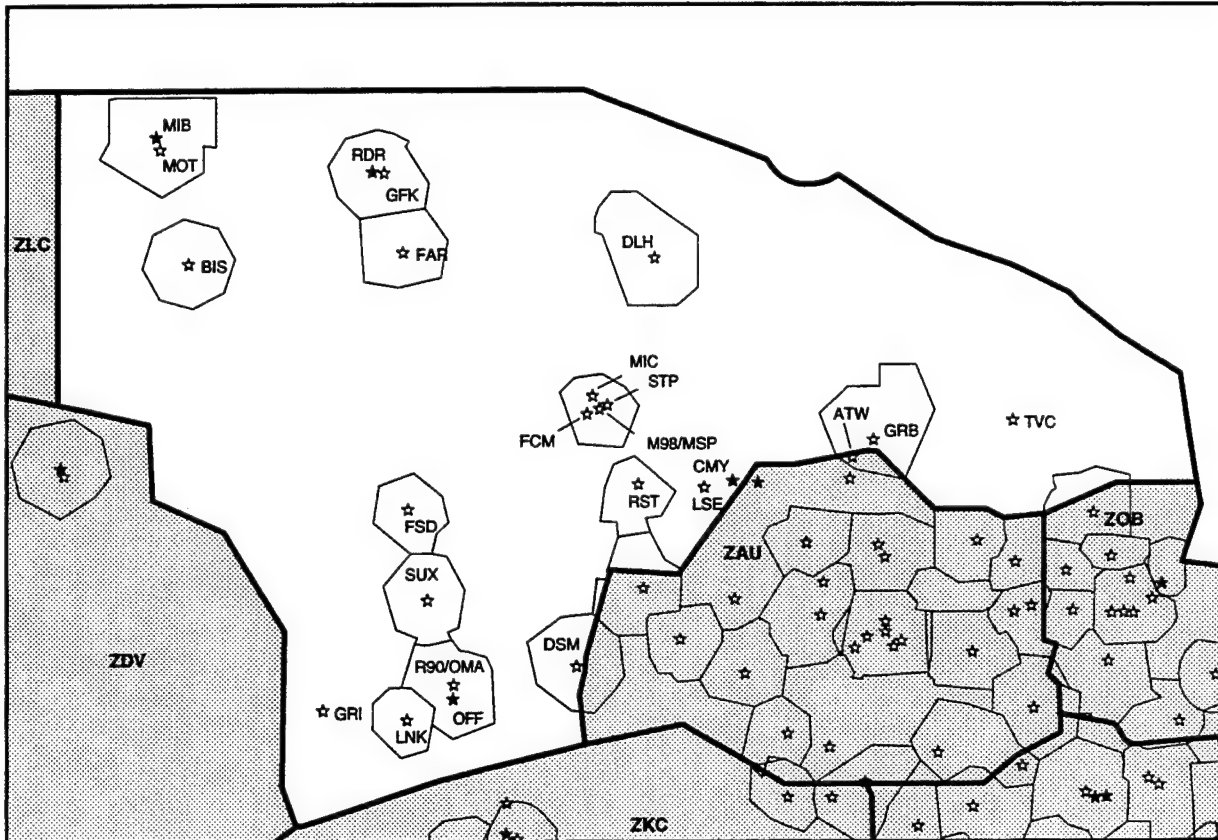 MIB
MOT
RDR
GFK
ZLC
BIS
FAR
DLH
MIC
STP
FCM
M98/MSP
ATW
GRB
TVC
CMY
LSE
RST
FSD
ZOB
ZAU
SUX
DSM
ZDV
R90/OMA
OFF
GRI
LNK
ZKC